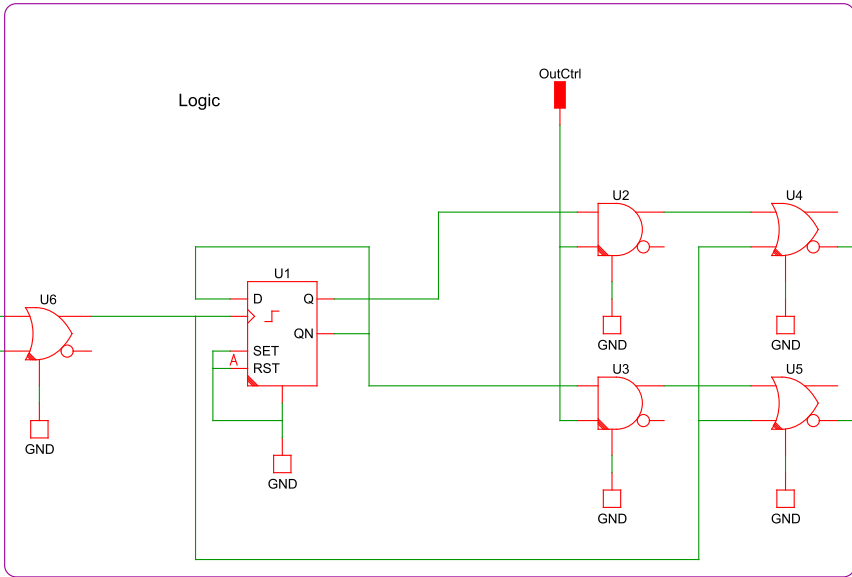 OutCtrl
Logic
U2
U4
U1
U6
D
Q
QN
SET
A
RST
GND
GND
U3
U5
GND
GND
GND
GND